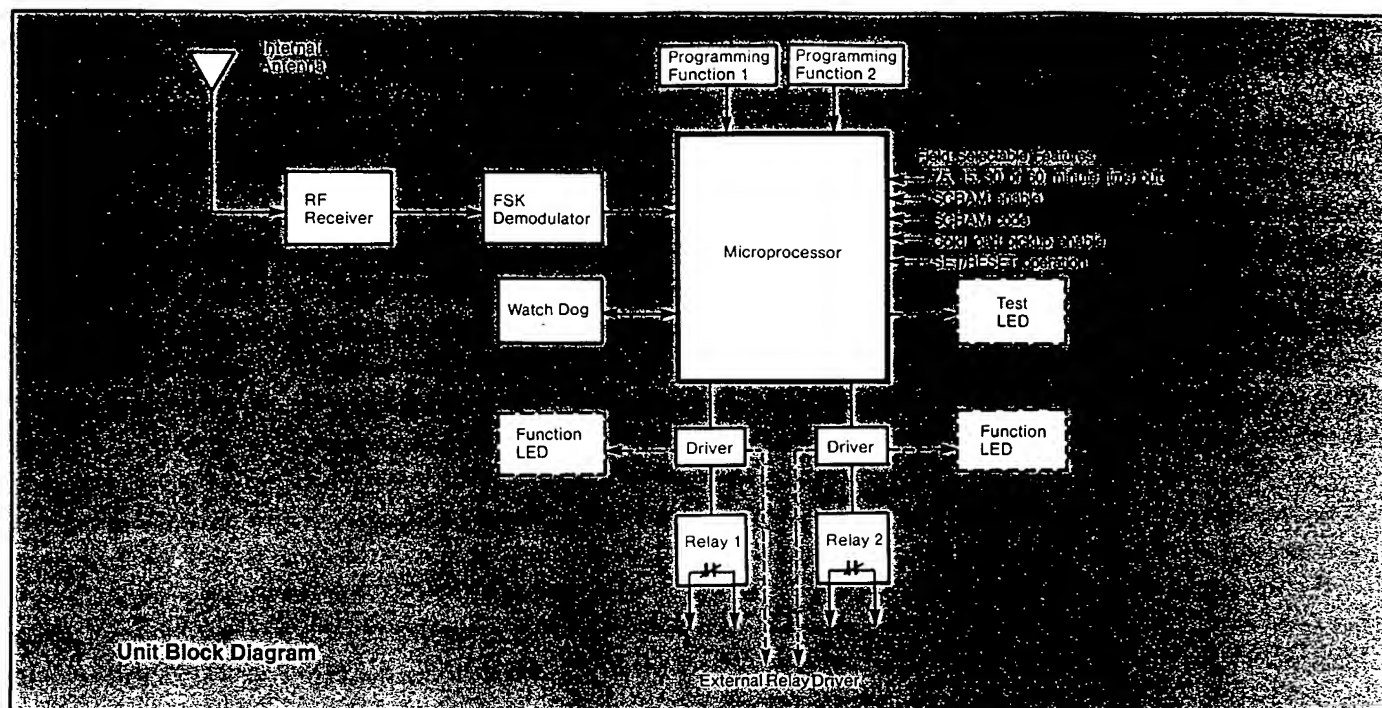 Internal
Antenna
Programming
Function 1
Programming
Function 2
RF
Receiver
FSK
Demodulator
Microprocessor
Field Selectable Features
7.5, 15, 30 or 60 minute time out
SCRAM enable
SCRAM code
Cold load pickup enable
SET/RESET operation
Watch Dog
Test
LED
Function
LED
Driver
Driver
Function
LED
Relay 1
Relay 2
Unit Block Diagram
External Relay Driver